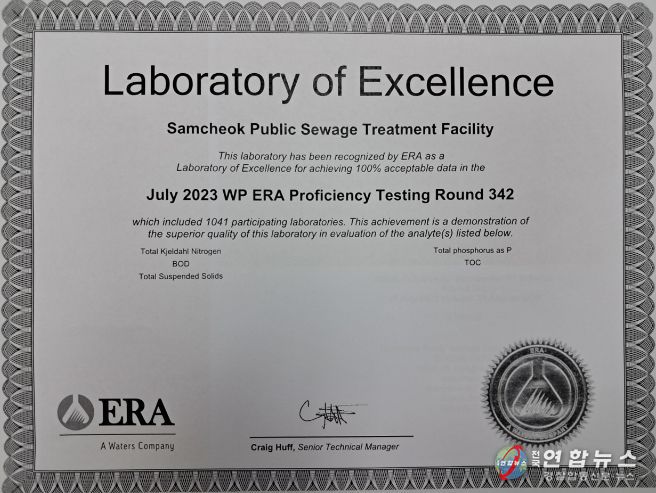 Laboratory of Excellence
Samcheok Public Sewage Treatment Facility
This laboratory has been recognized by ERA as a
Laboratory of Excellence for achieving 100% acceptable data in the
July 2023 WP ERA Proficiency Testing Round 342
which included 1041 participating laboratories. This achievement is a demonstration of
the superior quality of this laboratory in evaluation of the analyte(s) listed below.
Total Kjeldahl Nitrogen
BOD
Total Suspended Solids
Total phosphorus as P
TOC
ERA
A Waters Company
Craig Huff, Senior Technical Manager
ERA
전국
연합뉴스